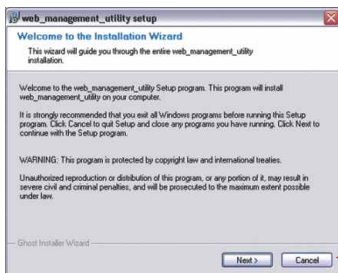 web_management_utility setup
Welcome to the Installation Wizard
This wizard will guide you through the entire web_management_utility
installation.
Welcome to the web_management_utility Setup program. This program will install
web_management_utility on your computer.
It is strongly recommended that you exit all Windows programs before running this Setup
program. Click Cancel to quit Setup and close any programs you have running. Click Next to
continue with the Setup program.
WARNING: This program is protected by copyright law and international treaties.
Unauthorized reproduction or distribution of this program, or any portion of it, may result in
severe civil and criminal penalties, and will be prosecuted to the maximum extent possible
under law.
Ghost Installer Wizard
Next > Cancel